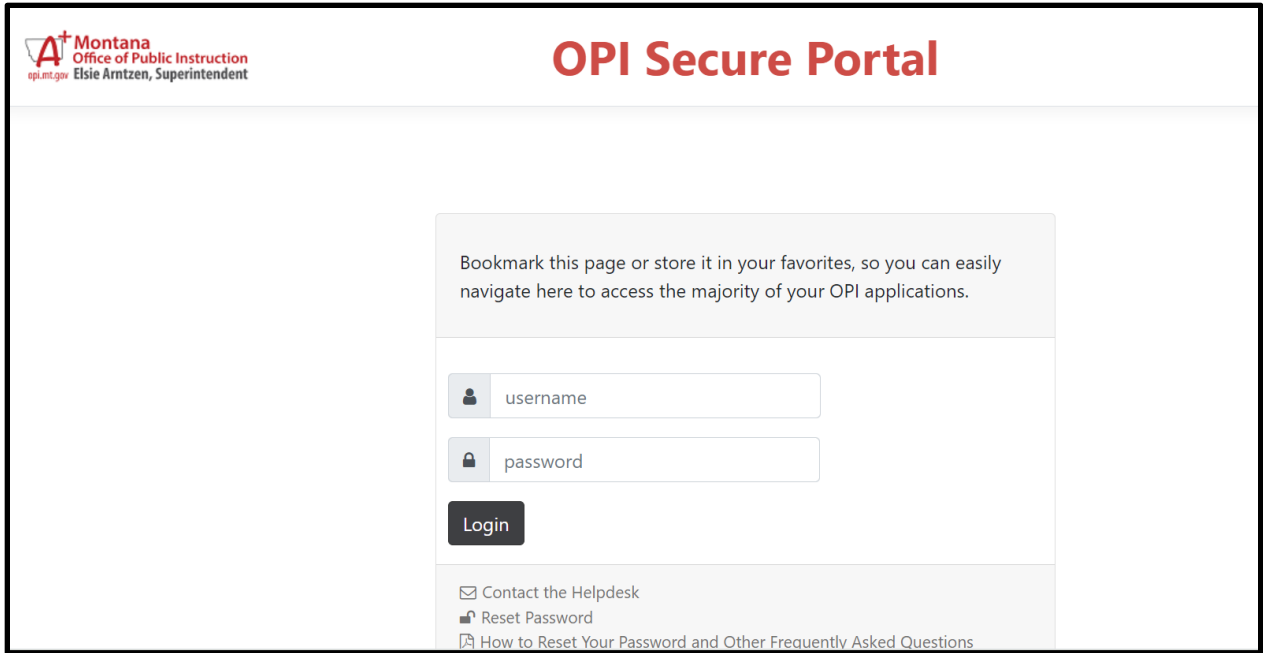 A+ Montana
Office of Public Instruction
opi.mt.gov Elsie Arntzen, Superintendent
OPI Secure Portal
Bookmark this page or store it in your favorites, so you can easily
navigate here to access the majority of your OPI applications.
username
password
Login
Contact the Helpdesk
Reset Password
How to Reset Your Password and Other Frequently Asked Questions